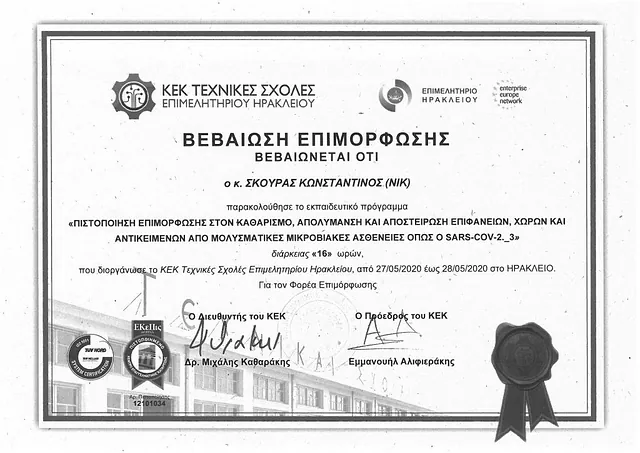 ΚΕΚ ΤΕΧΝΙΚΕΣ ΣΧΟΛΕΣ
ΕΠΙΜΕΛΗΤΗΡΙΟΥ ΗΡΑΚΛΕΙΟΥ
ΕΠΙΜΕΛΗΤΗΡΙΟ
ΗΡΑΚΛΕΙΟΥ
enterprise
europe
network
ΒΕΒΑΙΩΣΗ ΕΠΙΜΟΡΦΩΣΗΣ
ΒΕΒΑΙΩΝΕΤΑΙ ΟΤΙ
ο κ. ΣΚΟΥΡΑΣ ΚΩΝΣΤΑΝΤΙΝΟΣ (ΝΙΚ)
παρακολούθησε το εκπαιδευτικό πρόγραμμα
«ΠΙΣΤΟΠΟΙΗΣΗ ΕΠΙΜΟΡΦΩΣΗΣ ΣΤΟΝ ΚΑΘΑΡΙΣΜΟ, ΑΠΟΛΥΜΑΝΣΗ ΚΑΙ ΑΠΟΣΤΕΙΡΩΣΗ ΕΠΙΦΑΝΕΙΩΝ, ΧΩΡΩΝ ΚΑΙ
ΑΝΤΙΚΕΙΜΕΝΩΝ ΑΠΟ ΜΟΛΥΣΜΑΤΙΚΕΣ ΜΙΚΡΟΒΙΑΚΕΣ ΑΣΘΕΝΕΙΕΣ ΟΠΩΣ Ο SARS-COV-2._3»
διάρκειας «16» ωρών,
που διοργάνωσε το ΚΕΚ Τεχνικές Σχολές Επιμελητηρίου Ηρακλείου, από 27/05/2020 έως 28/05/2020 στο ΗΡΑΚΛΕΙΟ.
Για τον Φορέα Επιμόρφωσης
Ο Διευθυντής του ΚΕΚ
Ο Πρόεδρος του ΚΕΚ
Δρ. Μιχάλης Καθαράκης
Εμμανουήλ Αλιφιεράκης
TUV NORD
SYSTEM CERTIFICATION
ΕΚεΠις
12101034